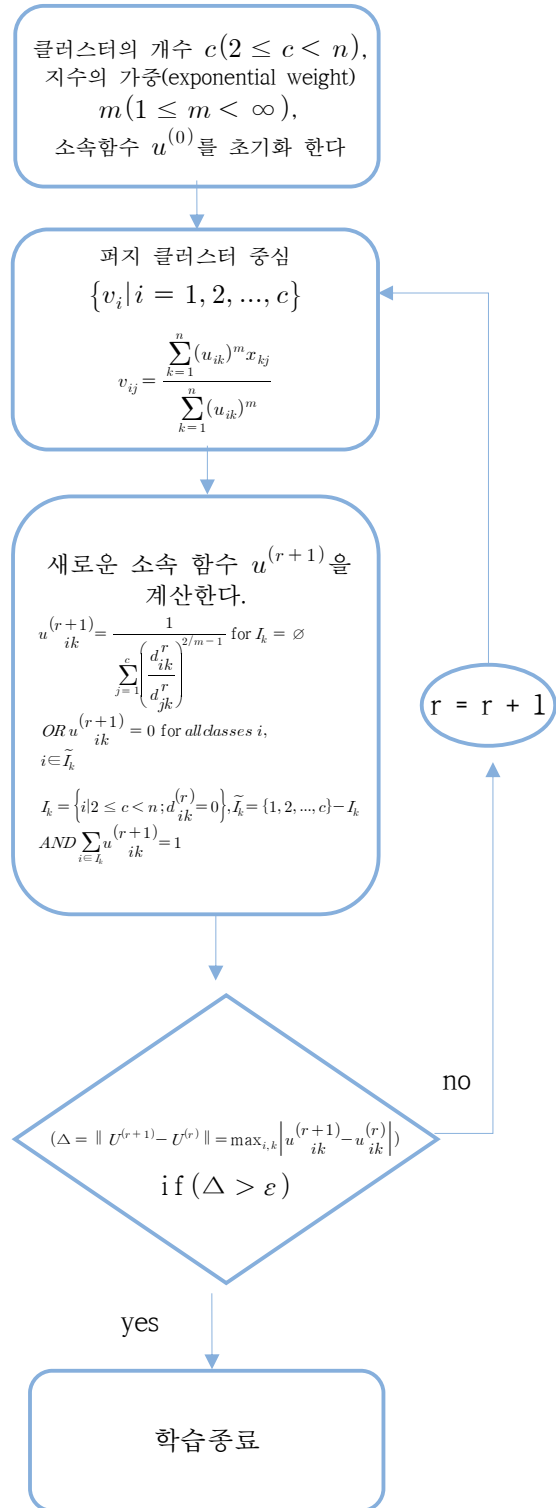 클러스터의 개수 c(2 ≤ c < n),
지수의 가중(exponential weight)
m(1 ≤ m < ∞),
소속함수 u^(0)를 초기화 한다
퍼지 클러스터 중심
{v_i| i = 1, 2, ..., c}
v_ij = ∑_{k=1}^{n}(u_ik)^m x_kj / ∑_{k=1}^{n}(u_ik)^m
새로운 소속 함수 u^(r+1)을
계산한다.
u_ik^(r+1) = 1 / ∑_{j=1}^{c}(d_ik^r / d_jk^r)^{2/m-1} for I_k = ∅
OR u_ik^(r+1) = 0 for all classes i,
i∈Ĩ_k
I_k = {i|2 ≤ c < n; d_ik^(r) = 0}, Ĩ_k = {1, 2, ..., c} - I_k
AND ∑_{i∈I_k} u_ik^(r+1) = 1
r = r + 1
no
(Δ = ‖ U^(r+1) - U^(r) ‖ = max_{i,k} |u_ik^(r+1) - u_ik^(r)|)
if (Δ > ε)
yes
학습종료